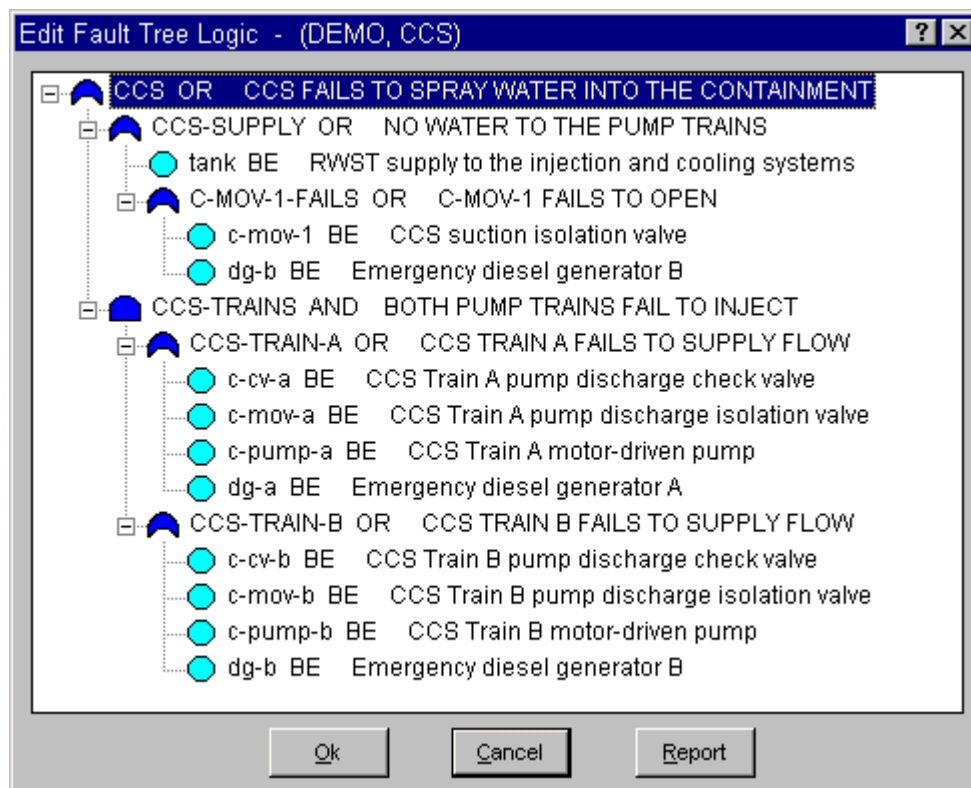 Edit Fault Tree Logic - (DEMO, CCS)
CCS OR CCS FAILS TO SPRAY WATER INTO THE CONTAINMENT
CCS-SUPPLY OR NO WATER TO THE PUMP TRAINS
tank BE RWST supply to the injection and cooling systems
C-MOV-1-FAILS OR C-MOV-1 FAILS TO OPEN
c-mov-1 BE CCS suction isolation valve
dg-b BE Emergency diesel generator B
CCS-TRAINS AND BOTH PUMP TRAINS FAIL TO INJECT
CCS-TRAIN-A OR CCS TRAIN A FAILS TO SUPPLY FLOW
c-cv-a BE CCS Train A pump discharge check valve
c-mov-a BE CCS Train A pump discharge isolation valve
c-pump-a BE CCS Train A motor-driven pump
dg-a BE Emergency diesel generator A
CCS-TRAIN-B OR CCS TRAIN B FAILS TO SUPPLY FLOW
c-cv-b BE CCS Train B pump discharge check valve
c-mov-b BE CCS Train B pump discharge isolation valve
c-pump-b BE CCS Train B motor-driven pump
dg-b BE Emergency diesel generator B
Ok Cancel Report